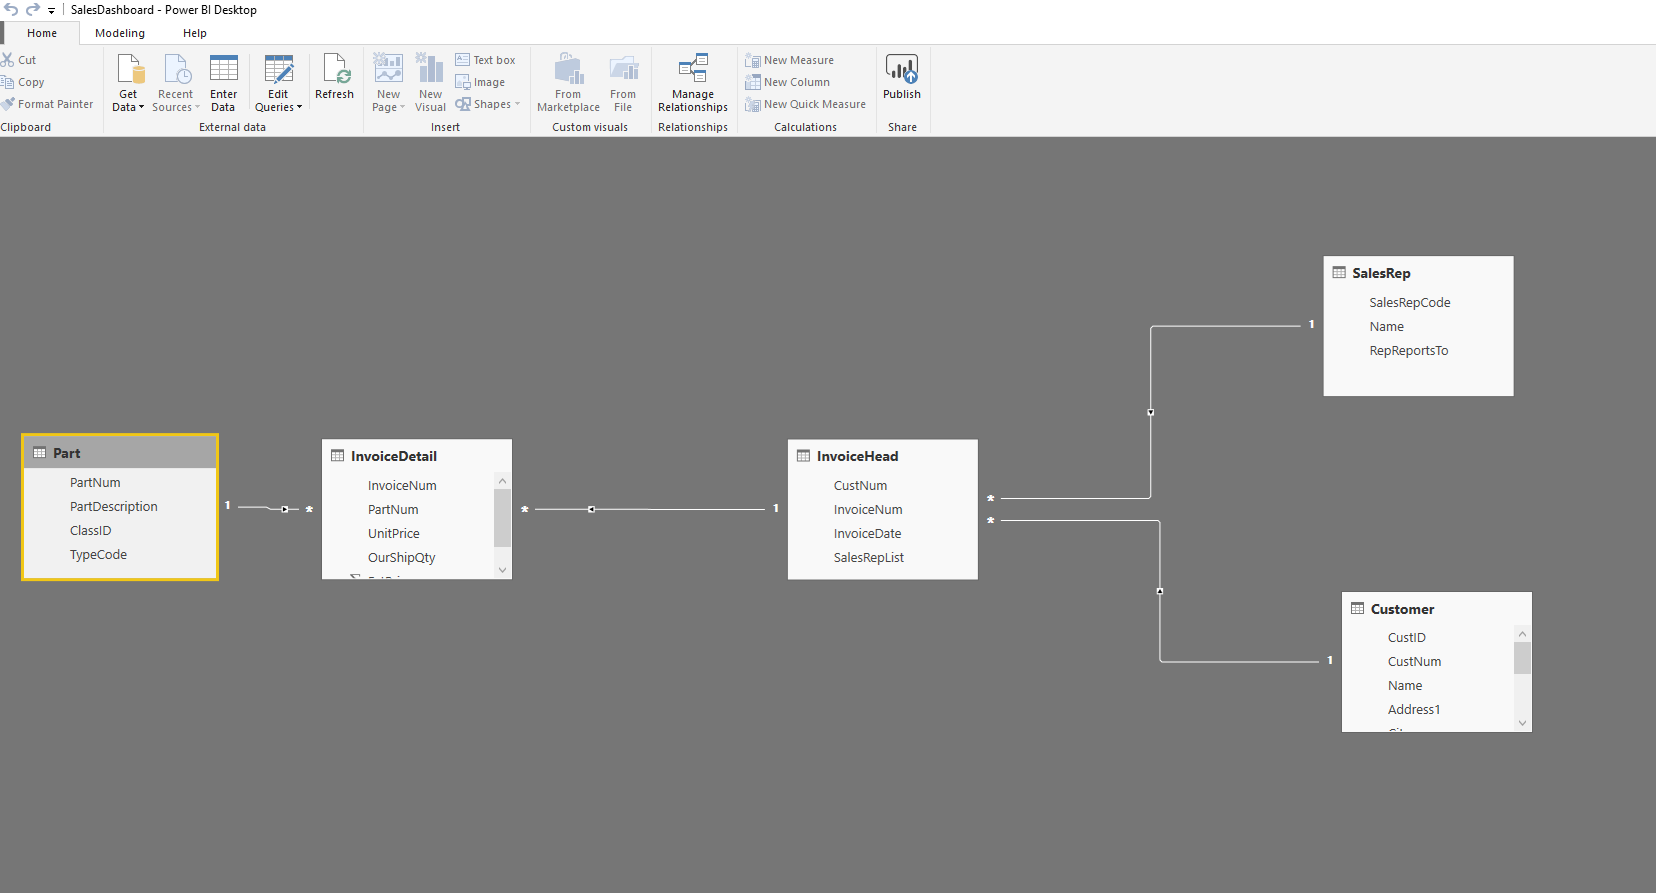 SalesDashboard - Power BI Desktop
Home Modeling Help
Cut
Copy
Format Painter
Clipboard
Get Data
Recent Sources
Enter Data
Edit Queries
Refresh
External data
New Page
New Visual
Text box
Image
Shapes
Insert
From Marketplace
From File
Custom visuals
Manage Relationships
Relationships
New Measure
New Column
New Quick Measure
Calculations
Publish
Share
SalesRep
SalesRepCode
Name
RepReportsTo
1
Part
PartNum
PartDescription
ClassID
TypeCode
1 *
InvoiceDetail
InvoiceNum
PartNum
UnitPrice
OurShipQty
* 1
InvoiceHead
CustNum
InvoiceNum
InvoiceDate
SalesRepList
*
*
1
Customer
CustID
CustNum
Name
Address1